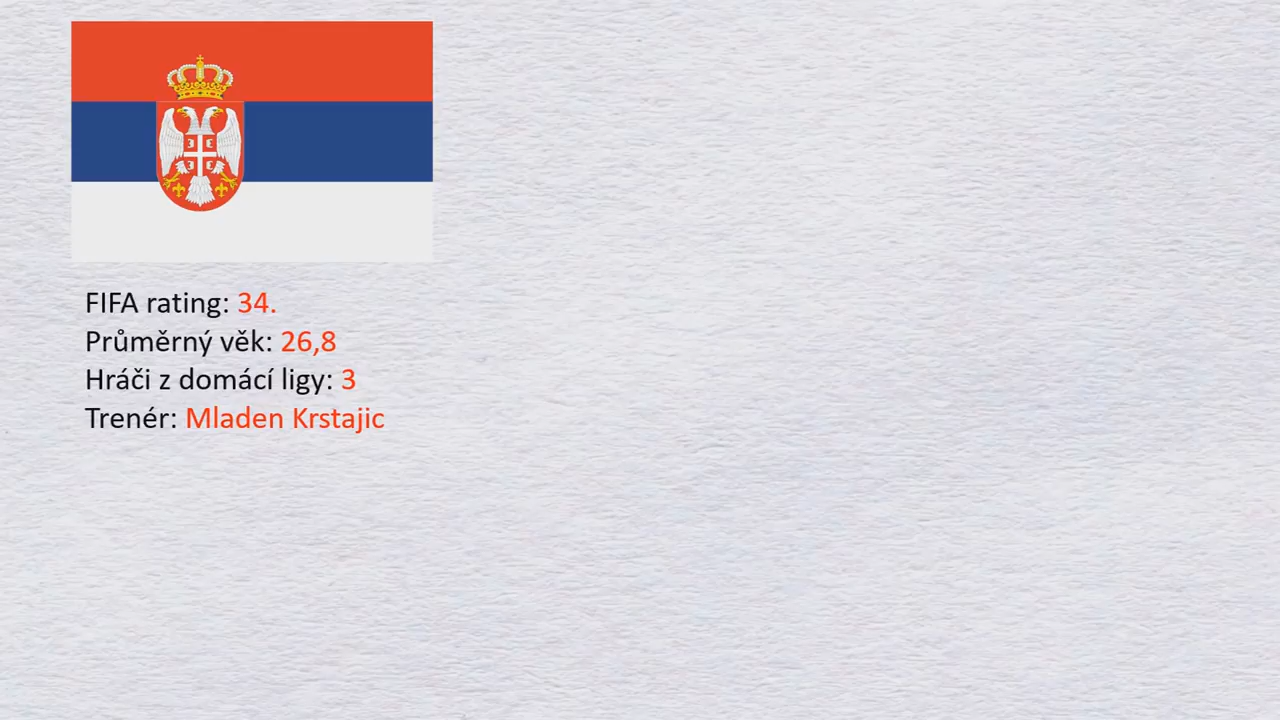 FIFA rating: 34.
Průměrný věk: 26,8
Hráči z domácí ligy: 3
Trenér: Mladen Krstajic